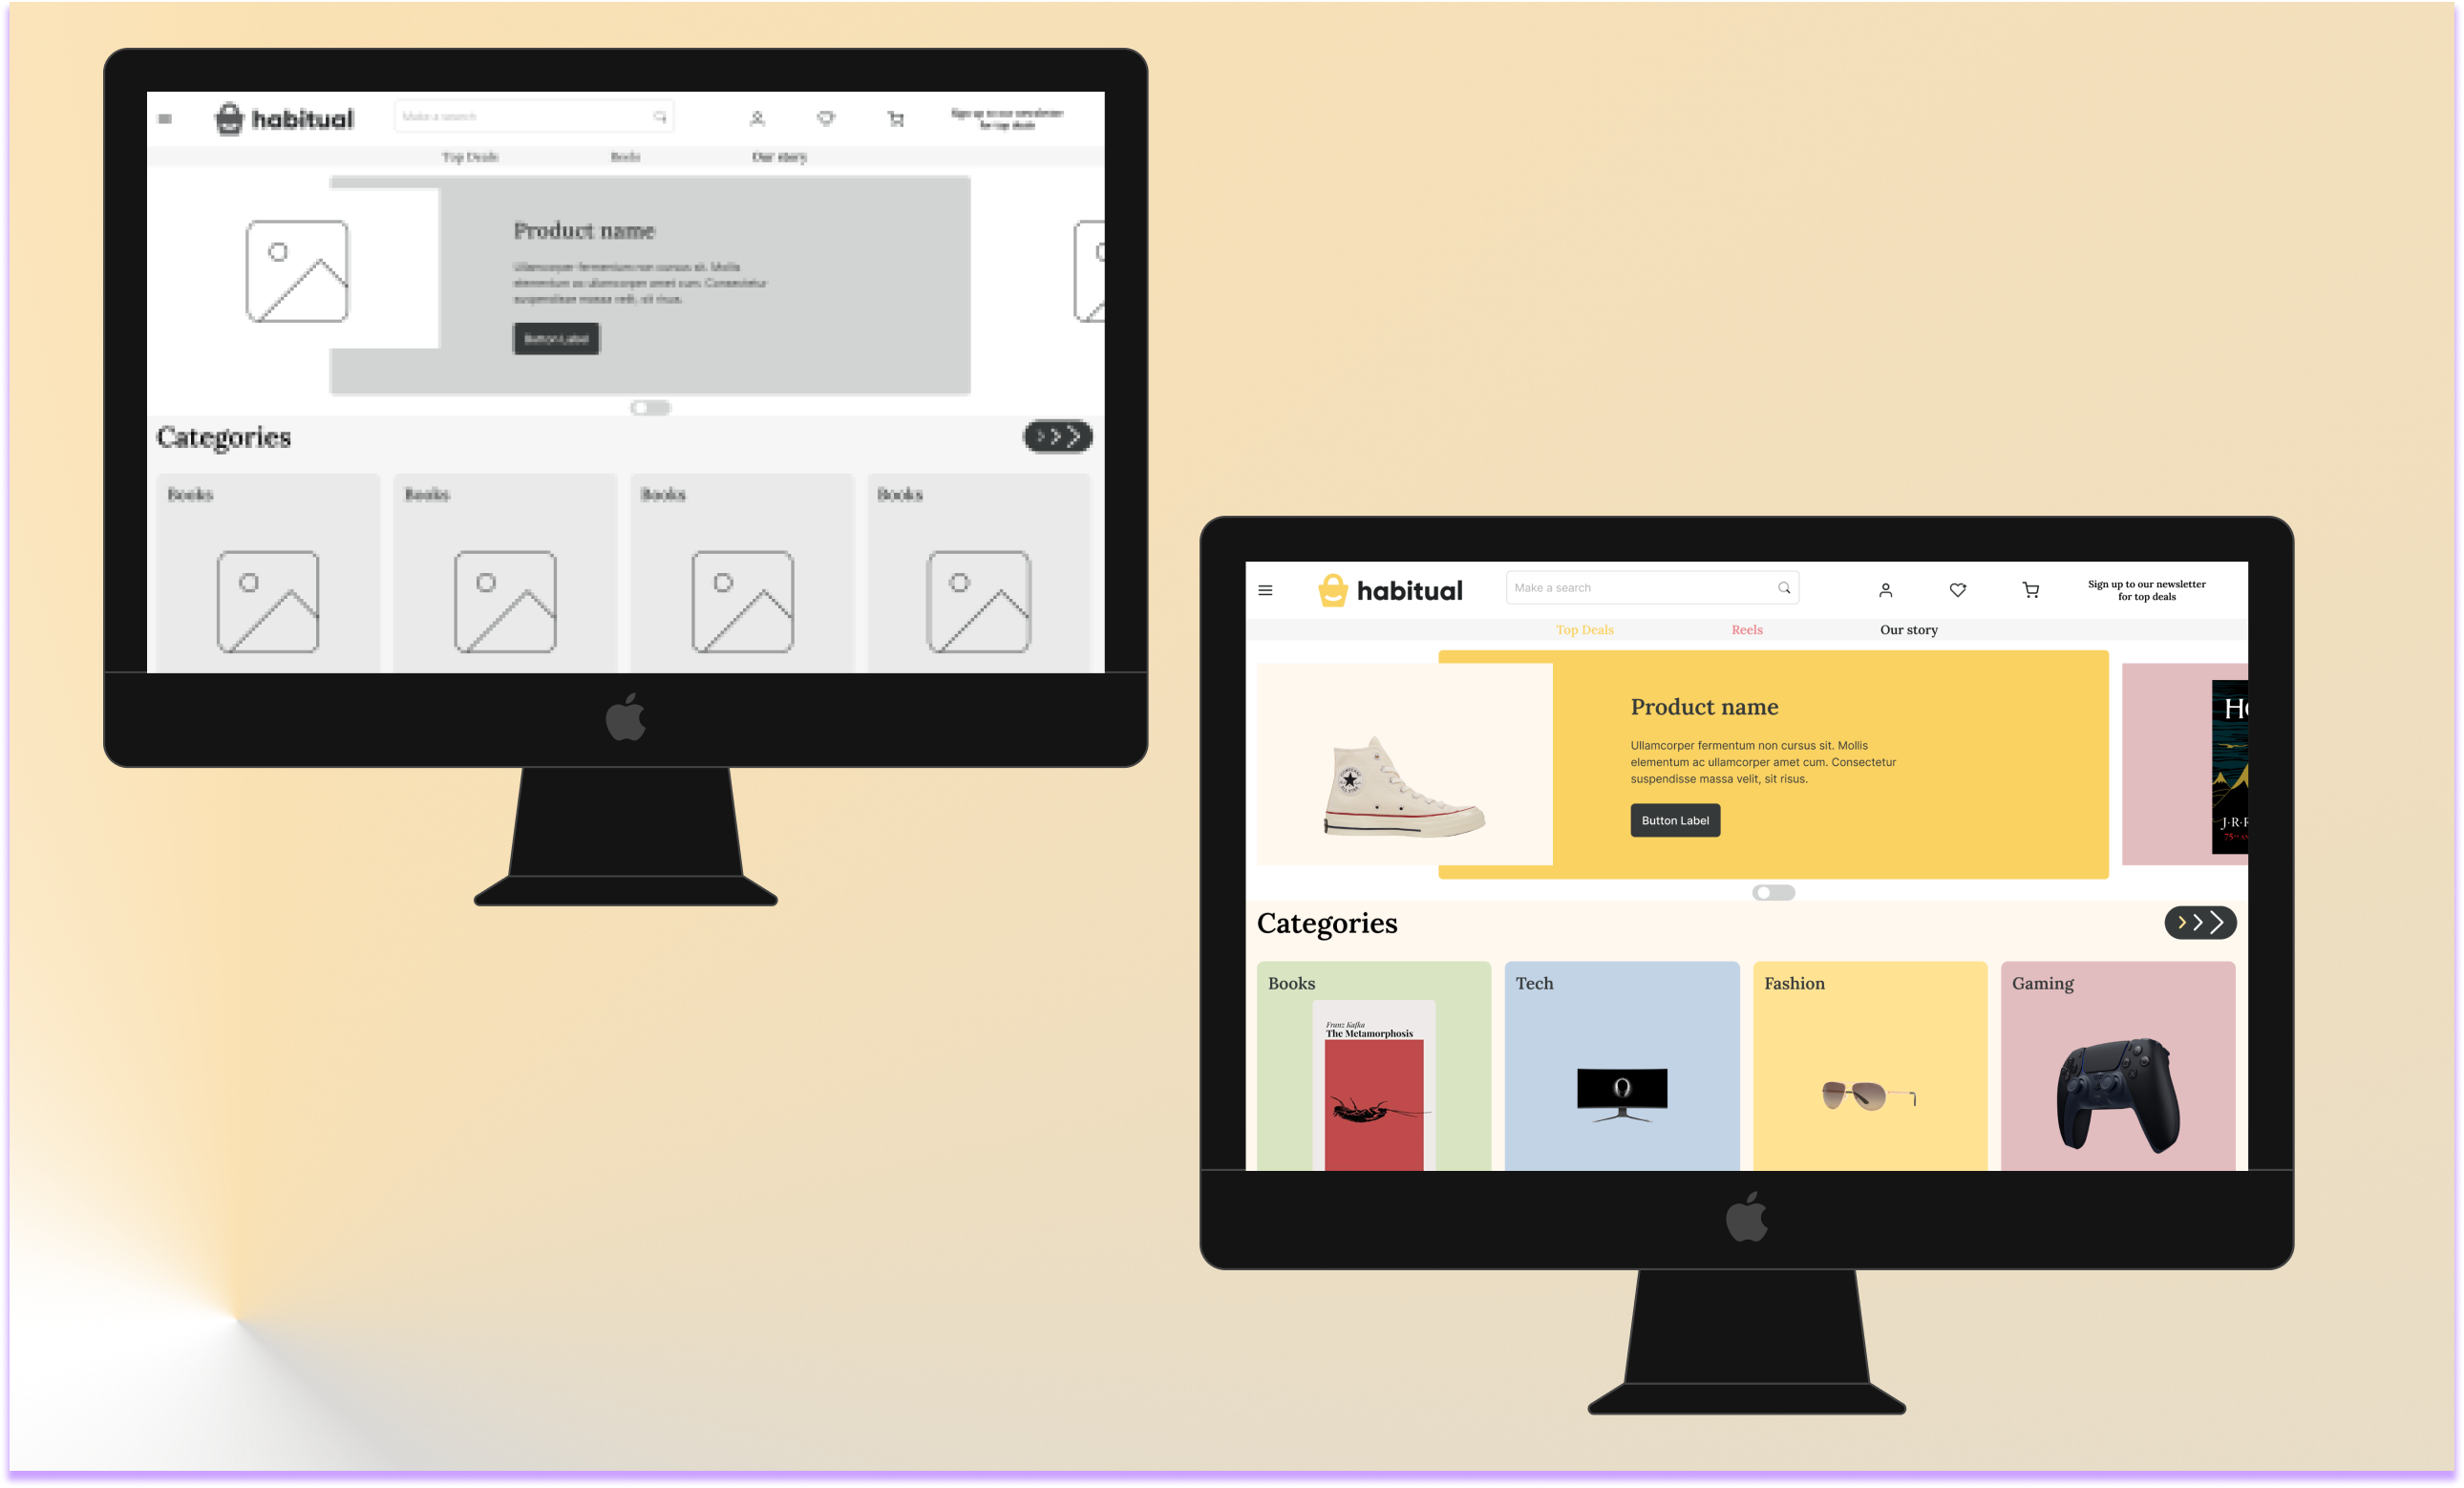 habitual
Make a search
Sign up to our newsletter
for top deals
Top Deals
Reels
Our story
Product name
Ullamcorper fermentum non cursus sit. Mollis
elementum ac ullamcorper amet cum. Consectetur
suspendisse massa velit, sit risus.
Button Label
Categories
Books
Books
Books
Books
habitual
Make a search
Sign up to our newsletter
for top deals
Top Deals
Reels
Our story
Product name
Ullamcorper fermentum non cursus sit. Mollis
elementum ac ullamcorper amet cum. Consectetur
suspendisse massa velit, sit risus.
Button Label
J·R·R
Categories
Books
Tech
Fashion
Gaming
Franz Kafka
The Metamorphosis